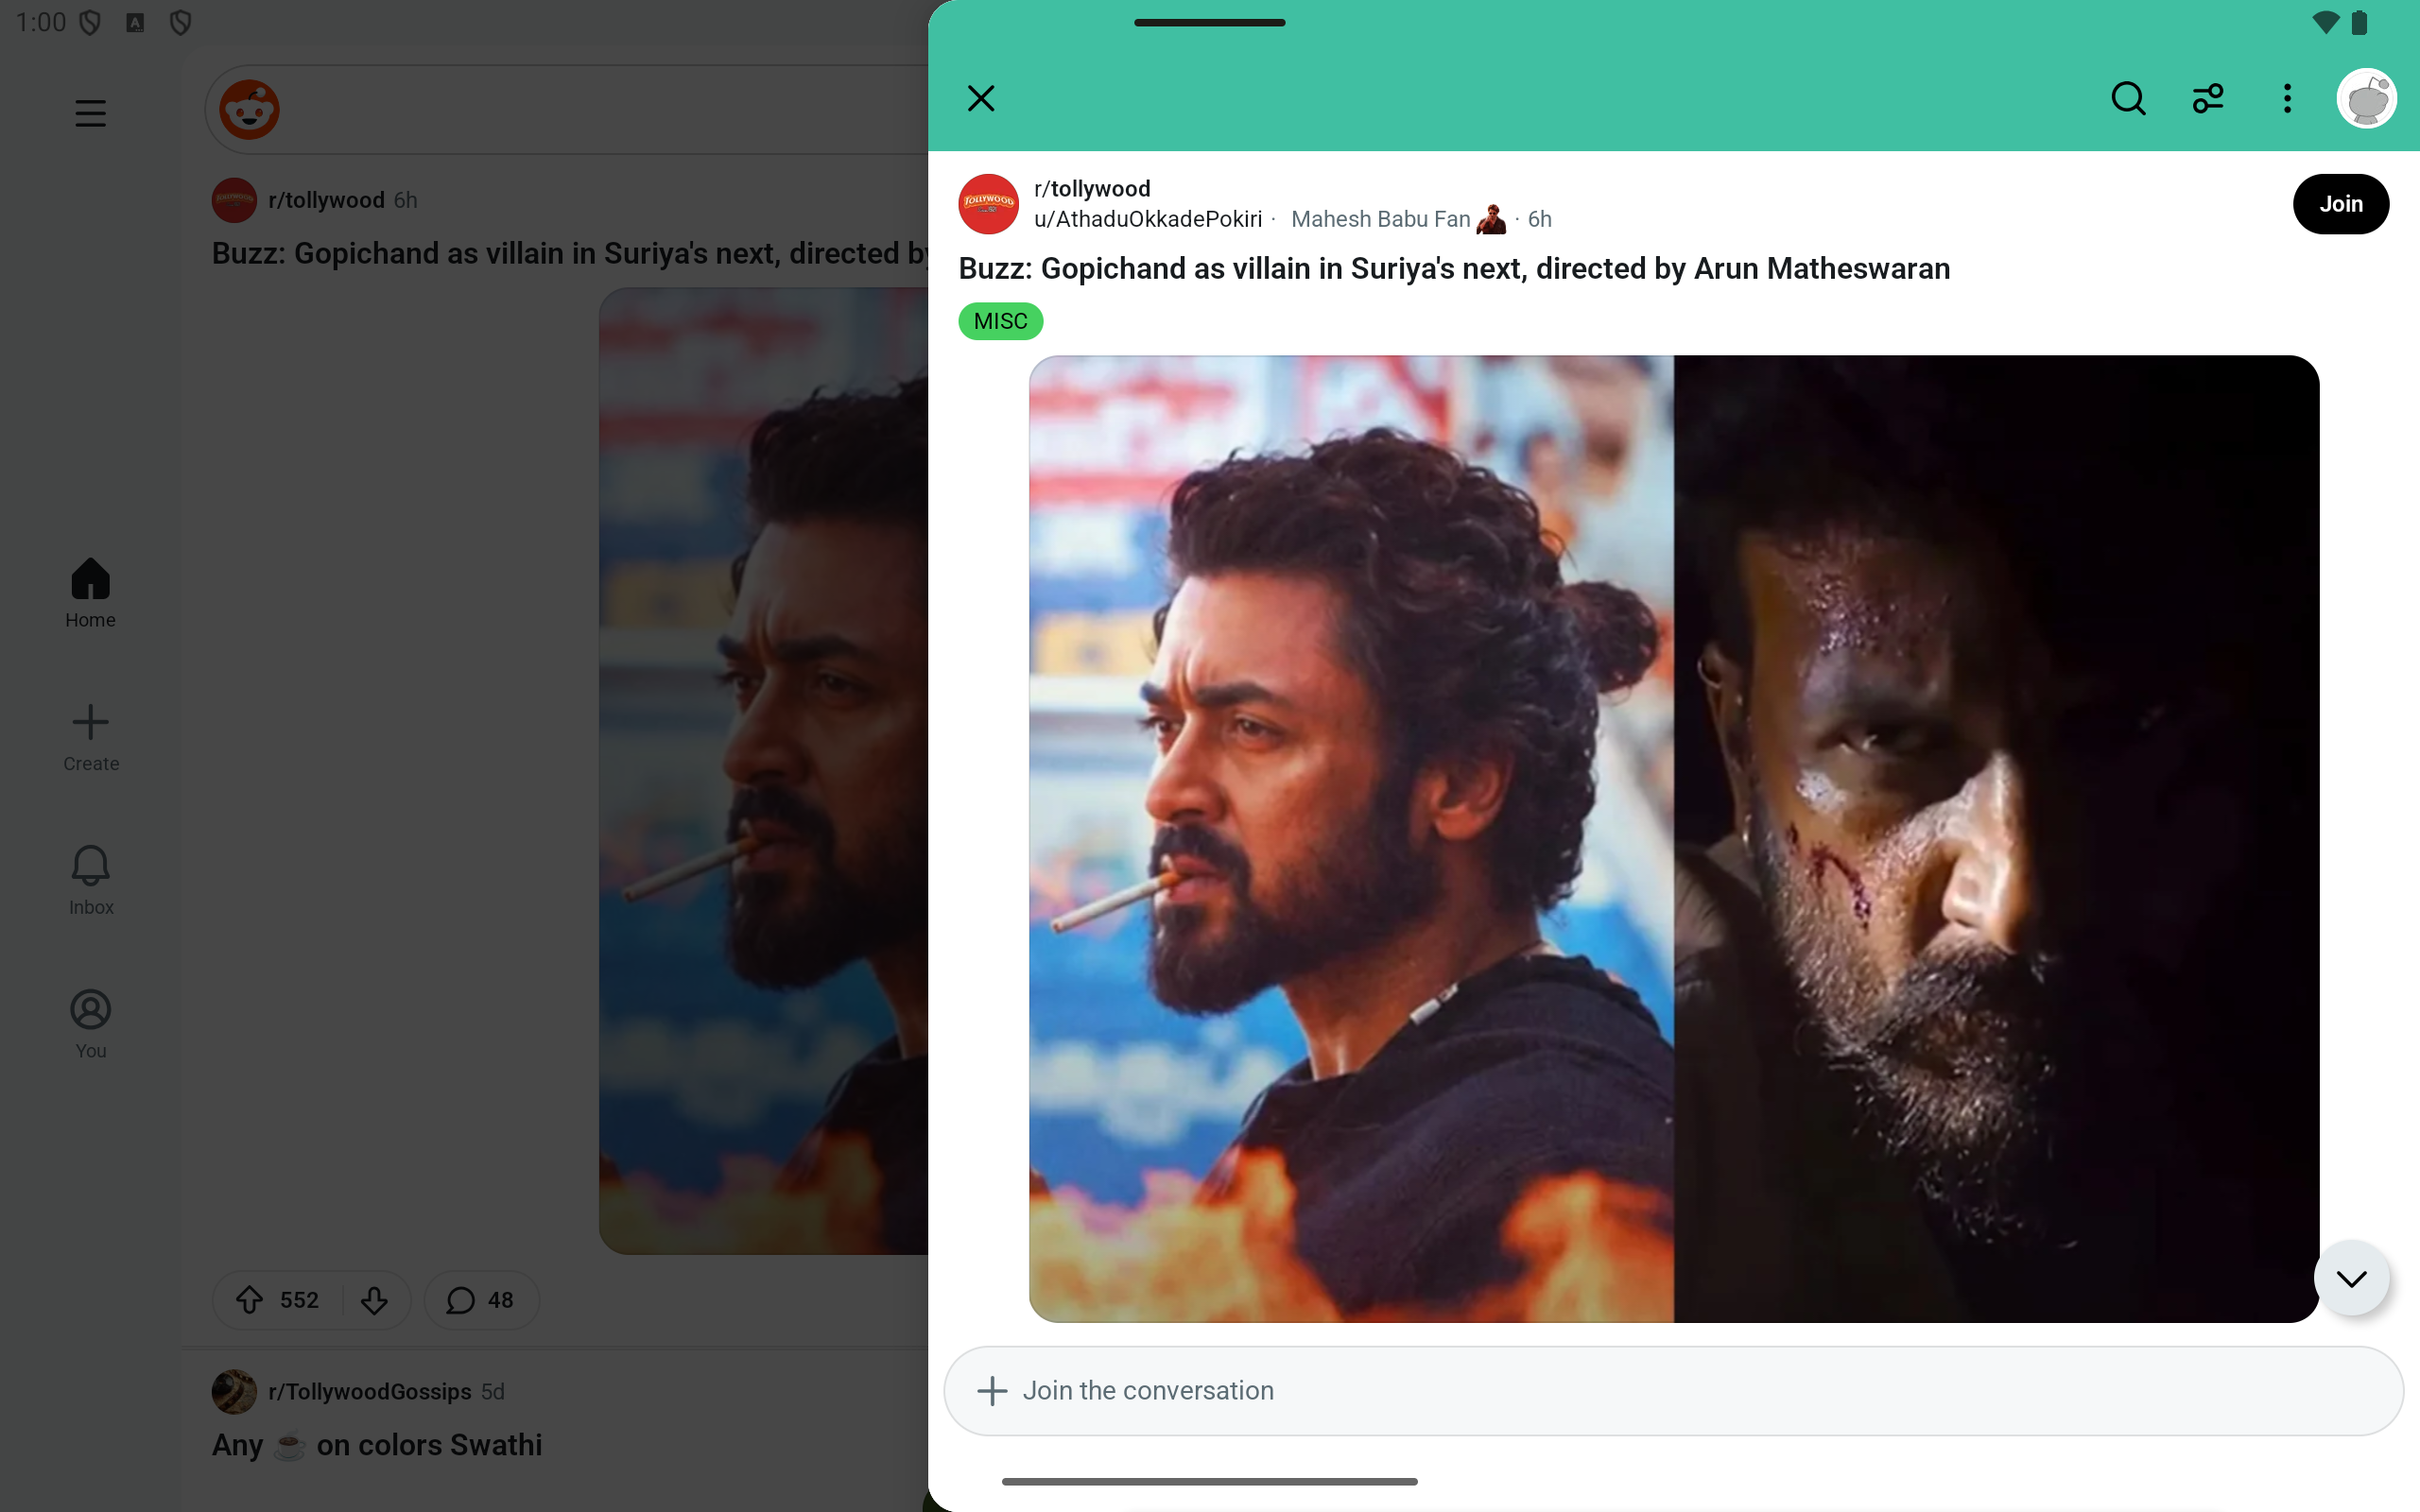 1:00
r/tollywood 6h
Buzz: Gopichand as villain in Suriya's next, directed by
Home
Create
Inbox
You
552
48
r/TollywoodGossips 5d
Any ☕ on colors Swathi
TOLLYWOOD
r/tollywood
u/AthaduOkkadePokiri · Mahesh Babu Fan · 6h
Join
Buzz: Gopichand as villain in Suriya's next, directed by Arun Matheswaran
MISC
Join the conversation